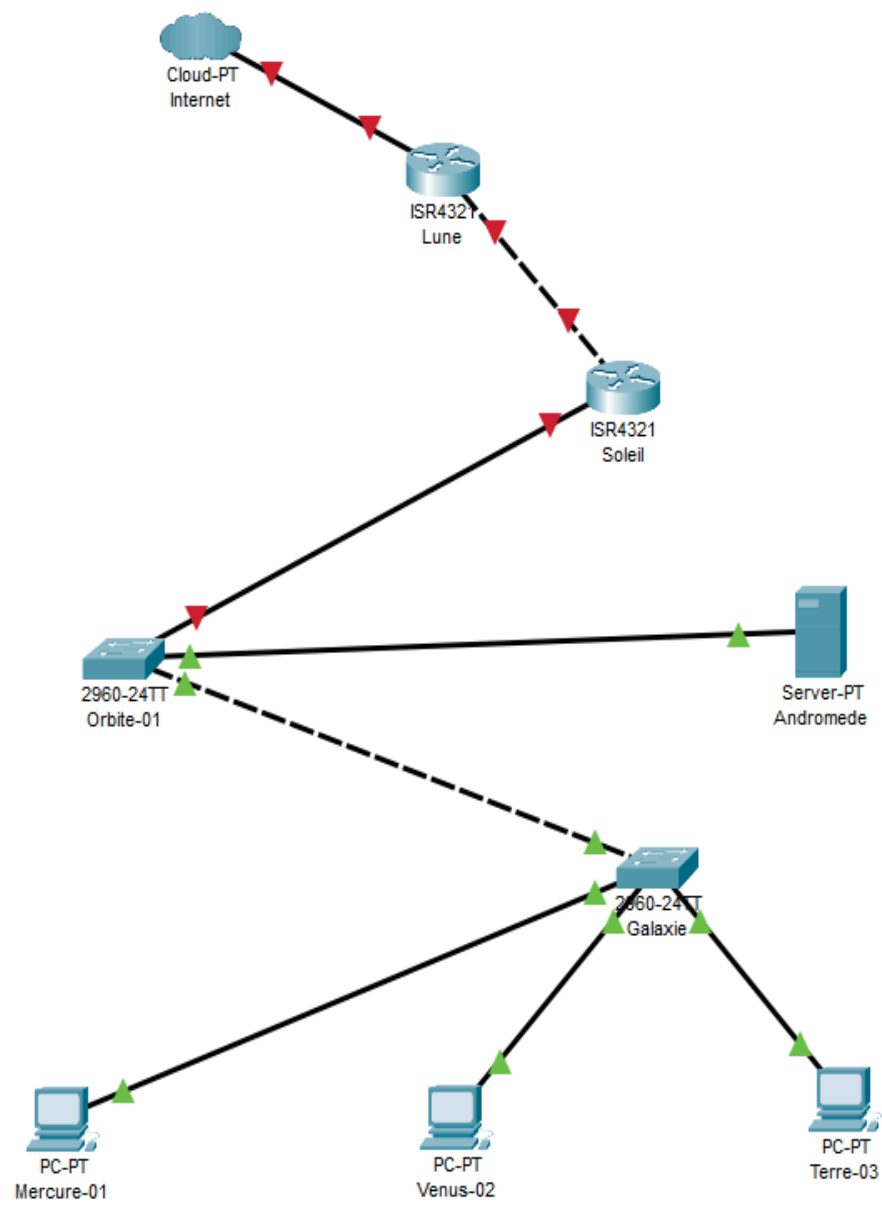 Cloud-PT
Internet
ISR4321
Lune
ISR4321
Soleil
2960-24TT
Orbite-01
Server-PT
Andromede
2960-24TT
Galaxie
PC-PT
Mercure-01
PC-PT
Venus-02
PC-PT
Terre-03